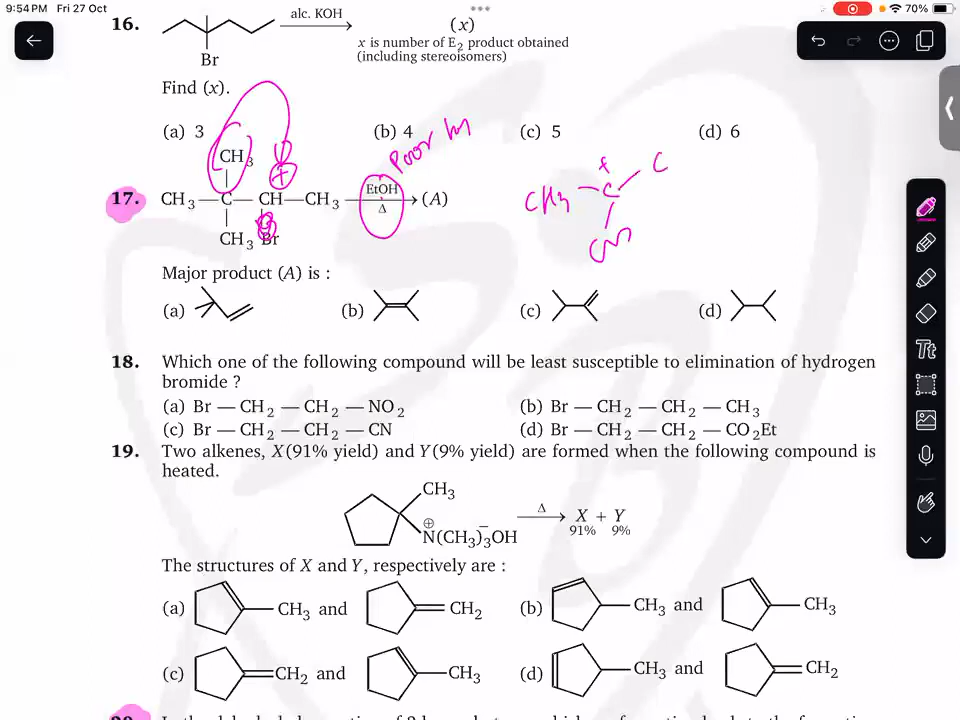 9:54 PM Fri 27 Oct
70%
16.
alc. KOH
(x)
Br
x is number of E2 product obtained
(including stereoisomers)
Find (x).
(a) 3 (b) 4 (c) 5 (d) 6
Poor
CH3
+
17. CH3 — C — CH — CH3 EtOH Δ (A)
CH3 Br
+
CH3 C C
Major product (A) is :
(a) (b) (c) (d)
18. Which one of the following compound will be least susceptible to elimination of hydrogen
bromide ?
(a) Br — CH2 — CH2 — NO2 (b) Br — CH2 — CH2 — CH3
(c) Br — CH2 — CH2 — CN (d) Br — CH2 — CH2 — CO2Et
19. Two alkenes, X(91% yield) and Y(9% yield) are formed when the following compound is
heated.
CH3
⊕
N(CH3)3ŌH
Δ
X + Y
91% 9%
The structures of X and Y, respectively are :
(a) CH3 and CH2 (b) CH3 and CH3
(c) CH2 and CH3 (d) CH3 and CH2
Tt